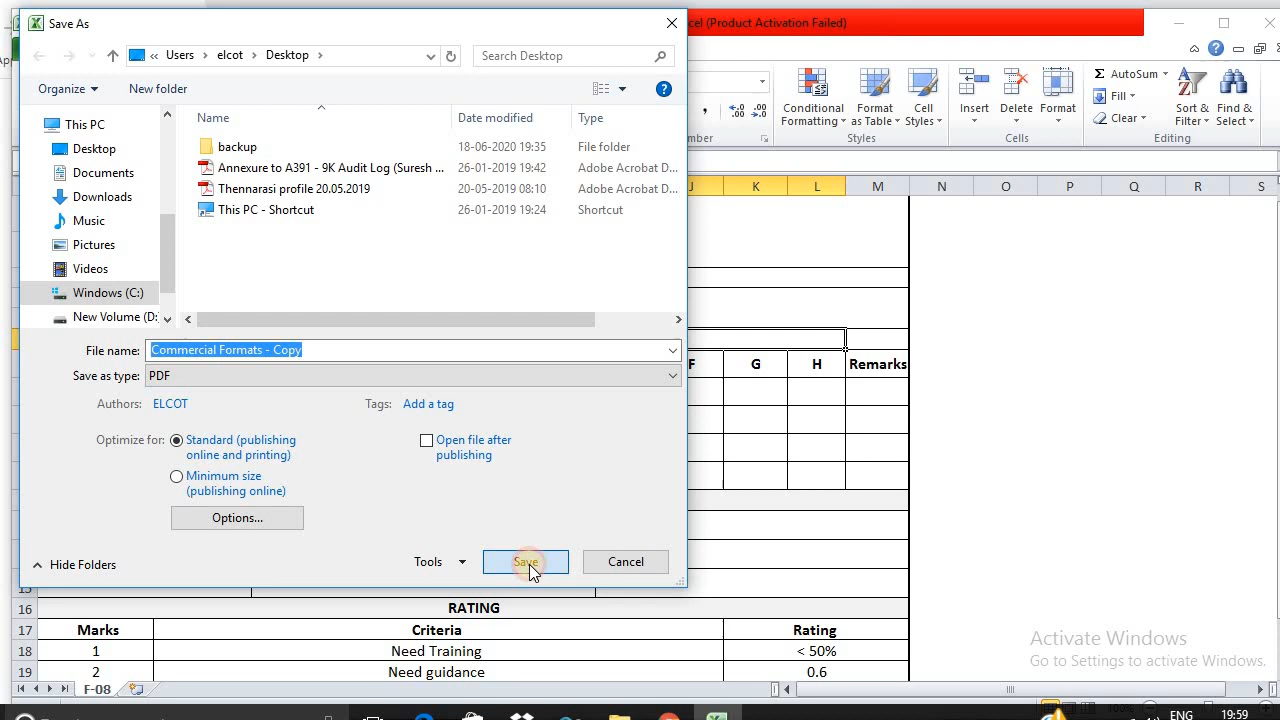 Save As
xcel (Product Activation Failed)
« Users > elcot > Desktop >
Search Desktop
Organize
New folder
Name
Date modified
Type
This PC
Desktop
Documents
Downloads
Music
Pictures
Videos
Windows (C:)
New Volume (D:
backup
18-06-2020 19:35
File folder
Annexure to A391 - 9K Audit Log (Suresh ...
26-01-2019 19:42
Adobe Acrobat D...
Thennarasi profile 20.05.2017
20-05-2019 08:10
Adobe Acrobat D...
This PC - Shortcut
26-01-2019 19:24
Shortcut
File name: Commercial Formats - Copy
Save as type: PDF
Authors: ELCOT
Tags: Add a tag
Optimize for: Standard (publishing
online and printing)
Minimum size
(publishing online)
Open file after
publishing
Options...
Hide Folders
Tools
Save
Cancel
Conditional
Formatting
Format
as Table
Cell
Styles
Insert
Delete
Format
Σ AutoSum
Fill
Clear
Sort &
Filter
Find &
Select
mber
Styles
Cells
Editing
J K L M N O P Q R S
F G H Remarks
15
16 RATING
17 Marks Criteria Rating
18 1 Need Training < 50%
19 2 Need guidance 0.6
F-08
Activate Windows
Go to Settings to activate Windows.
100%
ENG
19:59